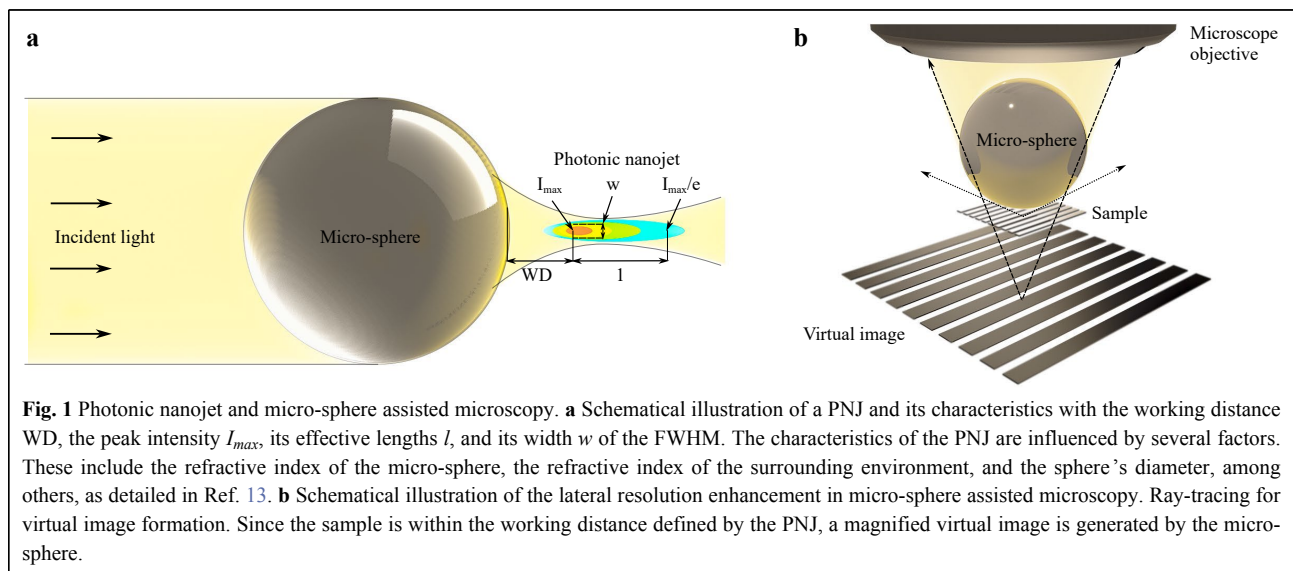 a
b
Microscope
objective
Photonic nanojet
I_max w I_max/e
Micro-sphere
Incident light
Micro-sphere
Sample
WD l
Virtual image
Fig. 1 Photonic nanojet and micro-sphere assisted microscopy. a Schematical illustration of a PNJ and its characteristics with the working distance
WD, the peak intensity I_max, its effective lengths l, and its width w of the FWHM. The characteristics of the PNJ are influenced by several factors.
These include the refractive index of the micro-sphere, the refractive index of the surrounding environment, and the sphere's diameter, among
others, as detailed in Ref. 13. b Schematical illustration of the lateral resolution enhancement in micro-sphere assisted microscopy. Ray-tracing for
virtual image formation. Since the sample is within the working distance defined by the PNJ, a magnified virtual image is generated by the micro-
sphere.